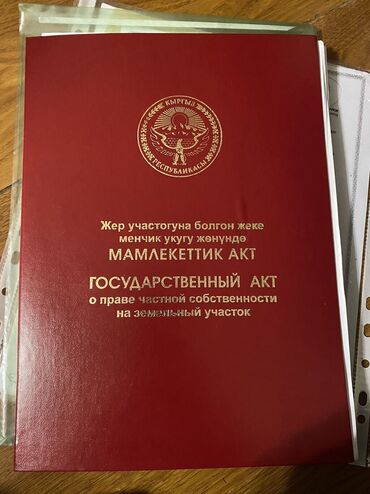 КЫРГЫЗ
РЕСПУБЛИКАСЫ
Жер участогуна болгон жеке
менчик укугу жөнүндө
МАМЛЕКЕТТИК АКТ
ГОСУДАРСТВЕННЫЙ АКТ
о праве частной собственности
на земельный участок